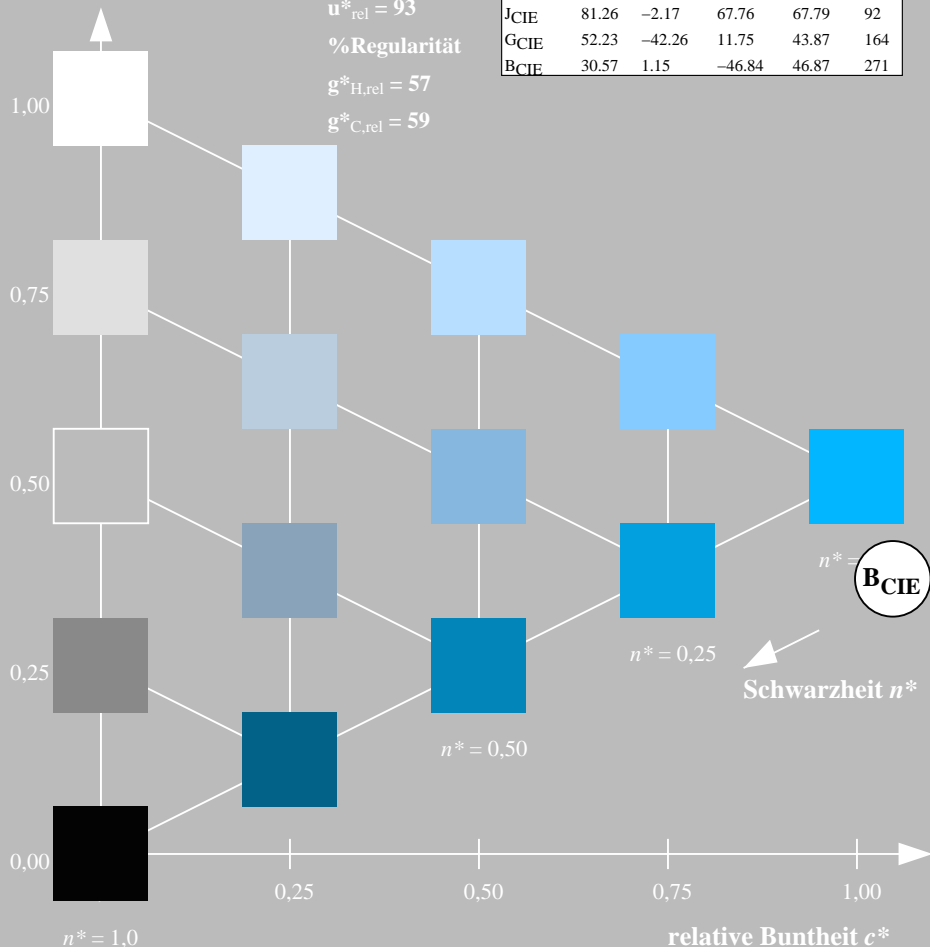 u*rel = 93
%Regularität
g*H,rel = 57
g*C,rel = 59
JCIE 81.26 −2.17 67.76 67.79 92
GCIE 52.23 −42.26 11.75 43.87 164
BCIE 30.57 1.15 −46.84 46.87 271
1,00
0,75
0,50
n* =
BCIE
n* = 0,25
0,25
Schwarzheit n*
n* = 0,50
0,00
0,25 0,50 0,75 1,00
n* = 1,0
relative Buntheit c*